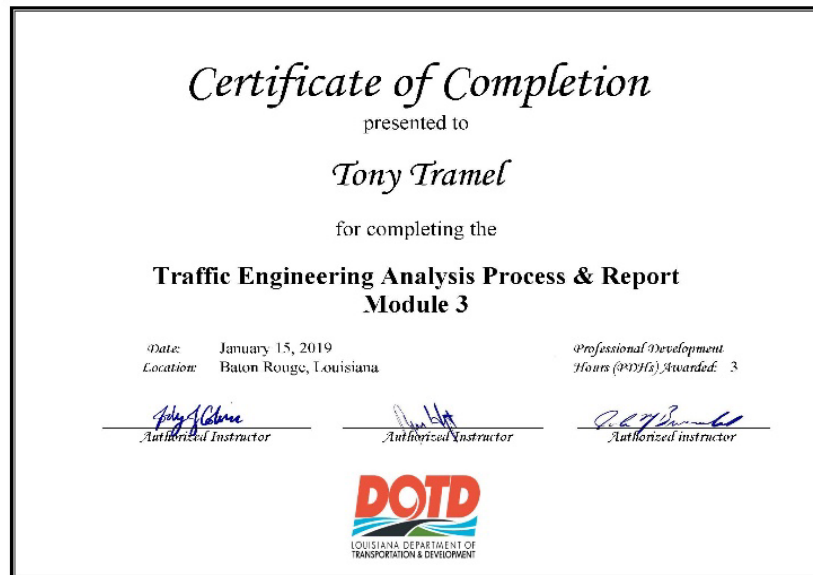 Certificate of Completion
presented to
Tony Tramel
for completing the
Traffic Engineering Analysis Process & Report
Module 3
Date: January 15, 2019
Location: Baton Rouge, Louisiana
Professional Development
Hours (PDHs) Awarded: 3
Authorized Instructor
Authorized Instructor
Authorized instructor
DOTD
LOUISIANA DEPARTMENT OF
TRANSPORTATION & DEVELOPMENT